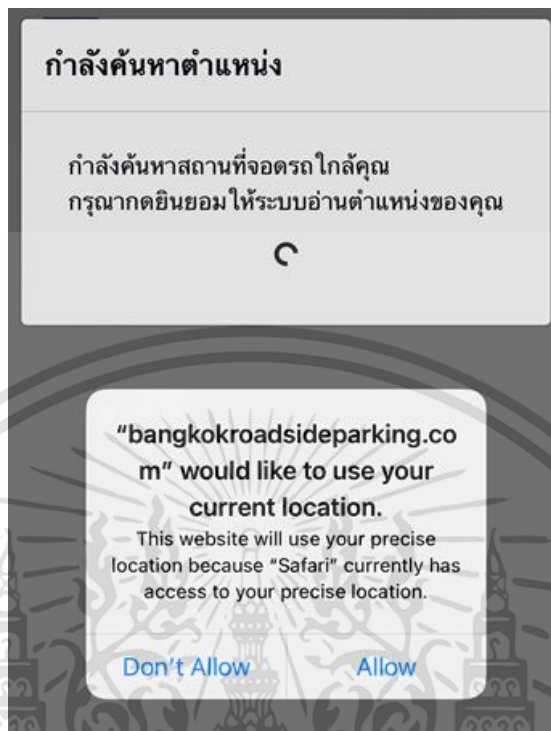 กำลังค้นหาตำแหน่ง
กำลังค้นหาสถานที่จอดรถใกล้คุณ
กรุณากดยินยอมให้ระบบอ่านตำแหน่งของคุณ
"bangkokroadsideparking.co
m" would like to use your
current location.
This website will use your precise
location because "Safari" currently has
access to your precise location.
Don't Allow
Allow